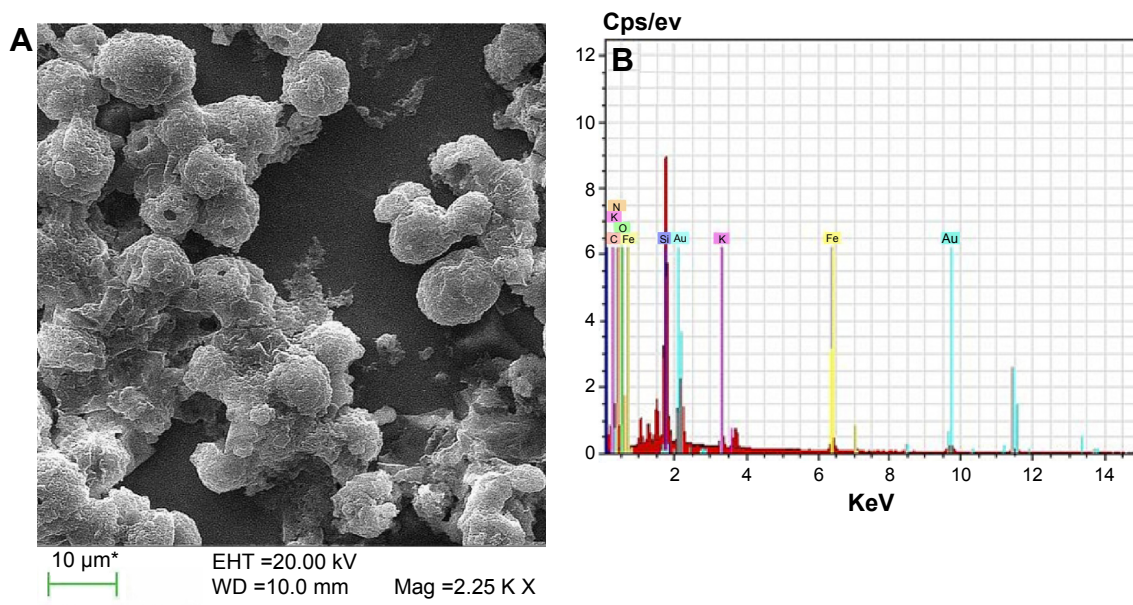 A
10 µm*
EHT =20.00 kV
WD =10.0 mm Mag =2.25 K X
Cps/ev
B
12
10
8
6
4
2
0
N
K
O
C Fe Si Au K Fe Au
2 4 6 8 10 12 14
KeV